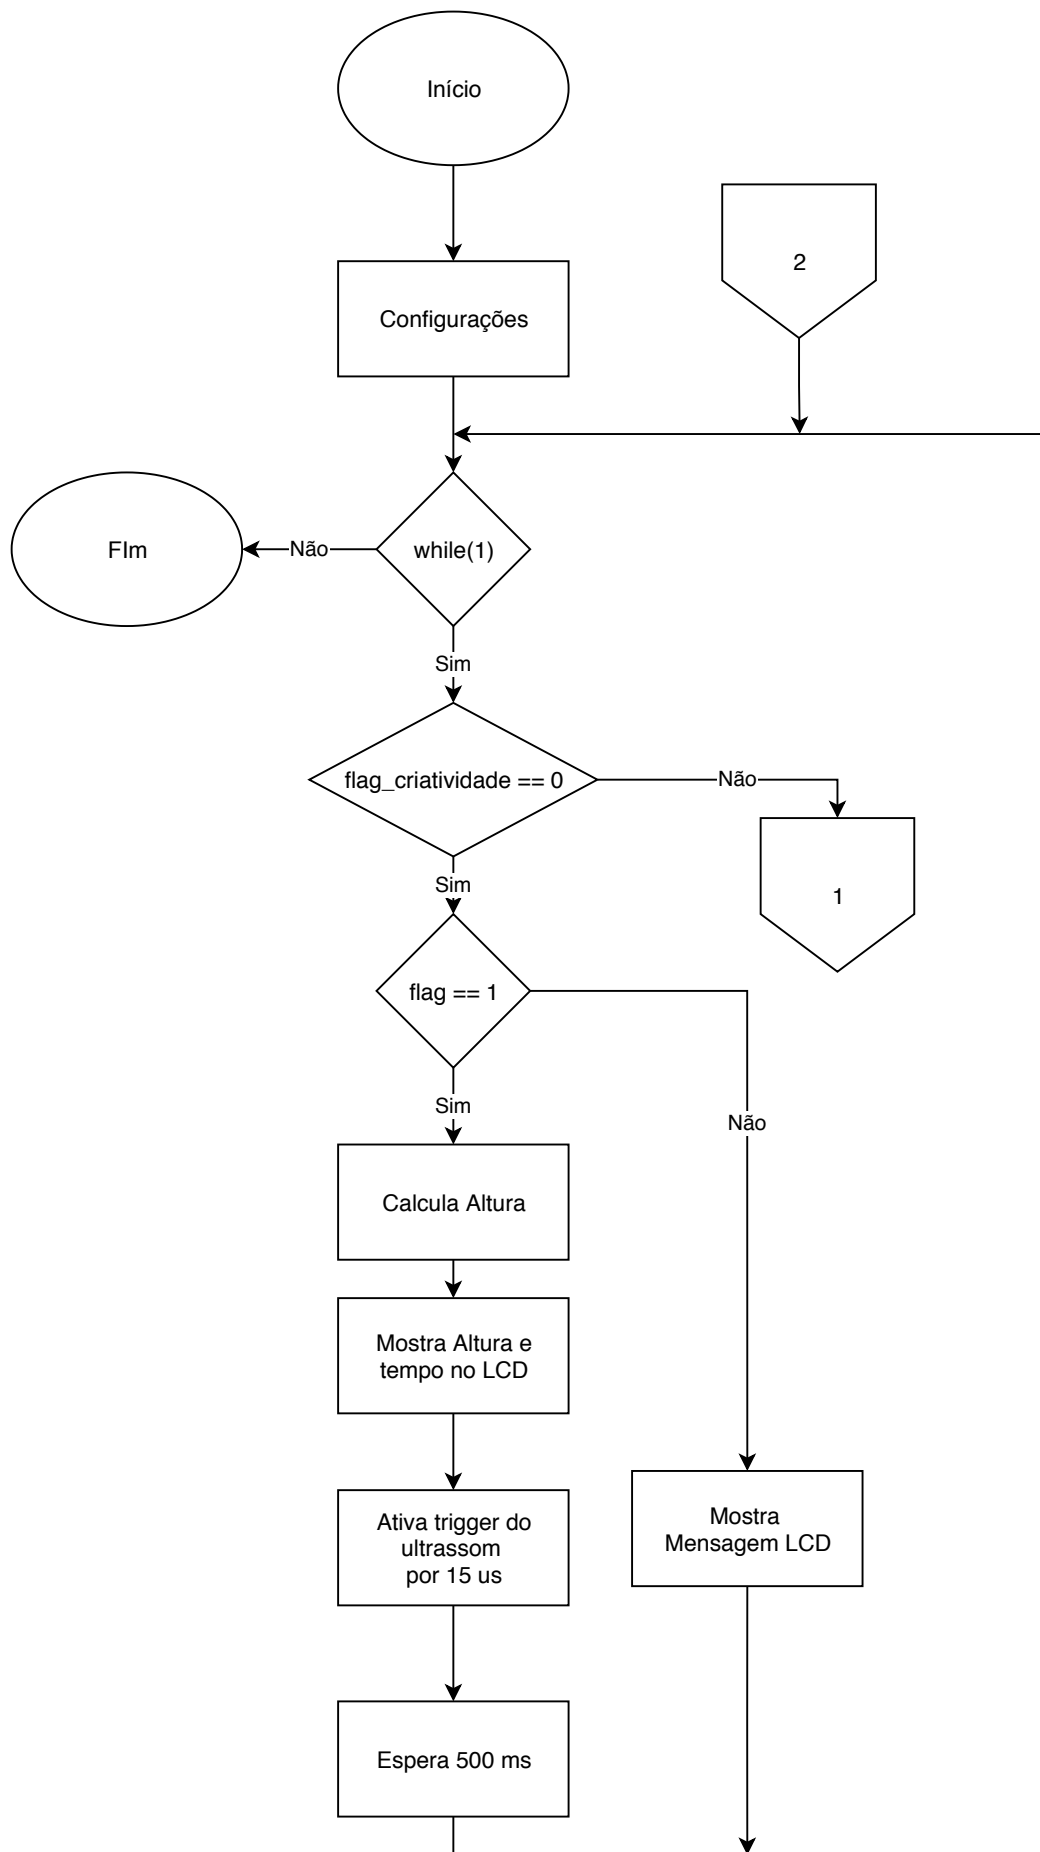 Início
2
Configurações
FIm
Não
while(1)
Sim
flag_criatividade == 0
Não
Sim
1
flag == 1
Sim
Não
Calcula Altura
Mostra Altura e
tempo no LCD
Ativa trigger do
ultrassom
por 15 us
Mostra
Mensagem LCD
Espera 500 ms